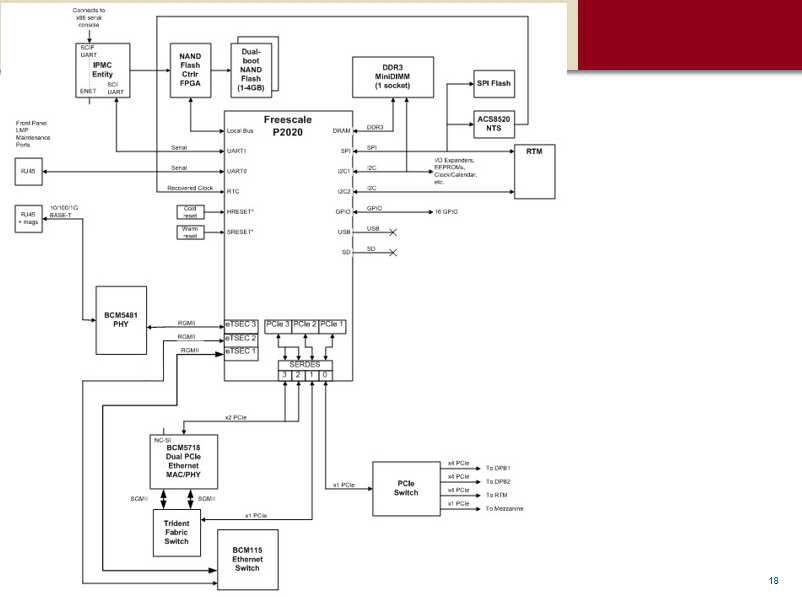 Connects to
x86 serial
console
SCIF
UART
IPMC
Entity
SCI
UART
ENET
NAND
Flash
Ctrlr
FPGA
Dual-
boot
NAND
Flash
(1-4GB)
DDR3
MiniDIMM
(1 socket)
SPI Flash
ACS8520
NTS
RTM
Front Panel
LMP
Maintenance
Ports
RJ45
RJ45
+ mags
10/100/1G
BASE-T
Freescale
P2020
Local Bus
DRAM
DDR3
Serial
UART1
SPI
SPI
Serial
UART0
I2C1
I2C
I/O Expanders,
EEPROMs,
Clock/Calendar,
etc.
Recovered Clock
RTC
I2C2
I2C
Cold
reset
HRESET*
GPIO
GPIO
16 GPIO
Warm
reset
SRESET*
USB
USB
SD
SD
BCM5481
PHY
RGMII
eTSEC 3
RGMII
eTSEC 2
RGMII
eTSEC 1
PCIe 3
PCIe 2
PCIe 1
SERDES
3
2
1
0
x2 PCIe
NC-SI
BCM5718
Dual PCIe
Ethernet
MAC/PHY
SGMII
SGMII
Trident
Fabric
Switch
x1 PCIe
BCM115
Ethernet
Switch
x1 PCIe
PCIe
Switch
x4 PCIe
To DPB1
x4 PCIe
To DPB2
x4 PCIe
To RTM
x1 PCIe
To Mezzanine
18